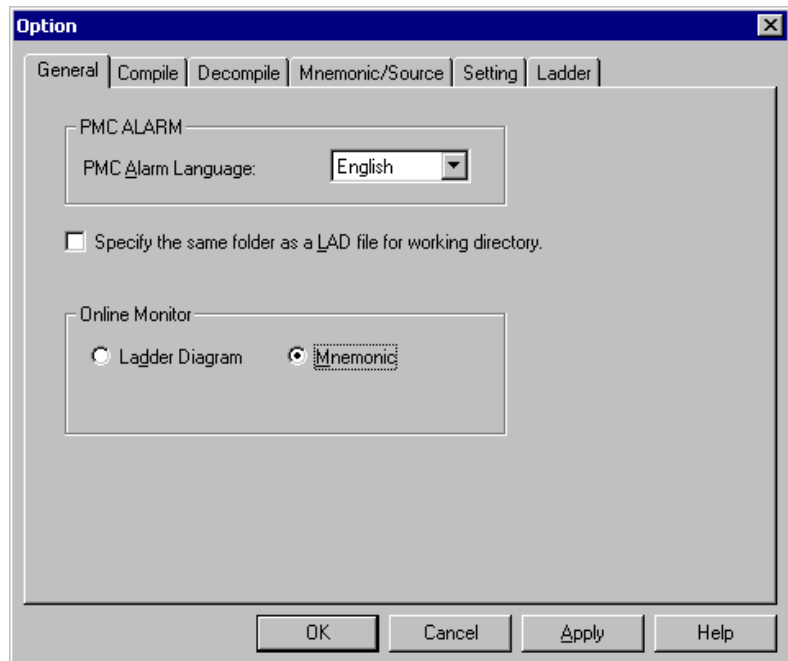 Option
General Compile Decompile Mnemonic/Source Setting Ladder
PMC ALARM
PMC Alarm Language: English
Specify the same folder as a LAD file for working directory.
Online Monitor
Ladder Diagram Mnemonic
OK Cancel Apply Help